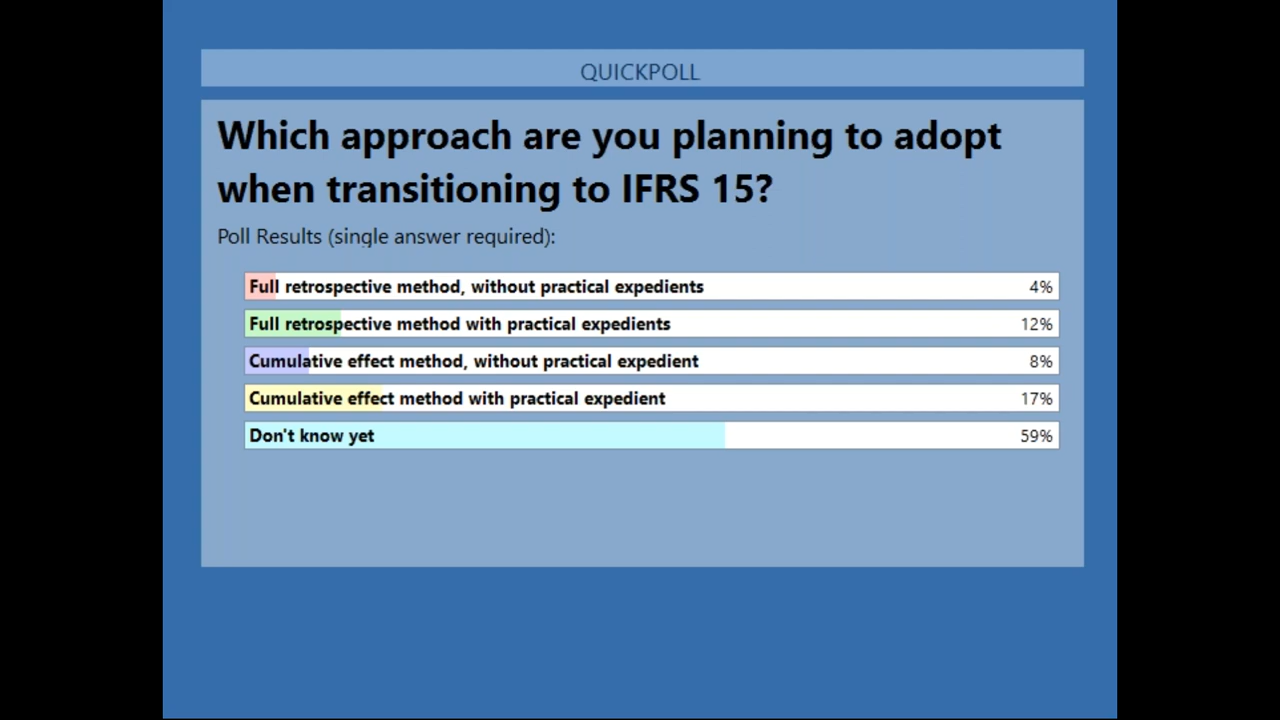 QUICKPOLL
Which approach are you planning to adopt
when transitioning to IFRS 15?
Poll Results (single answer required):
Full retrospective method, without practical expedients 4%
Full retrospective method with practical expedients 12%
Cumulative effect method, without practical expedient 8%
Cumulative effect method with practical expedient 17%
Don't know yet 59%